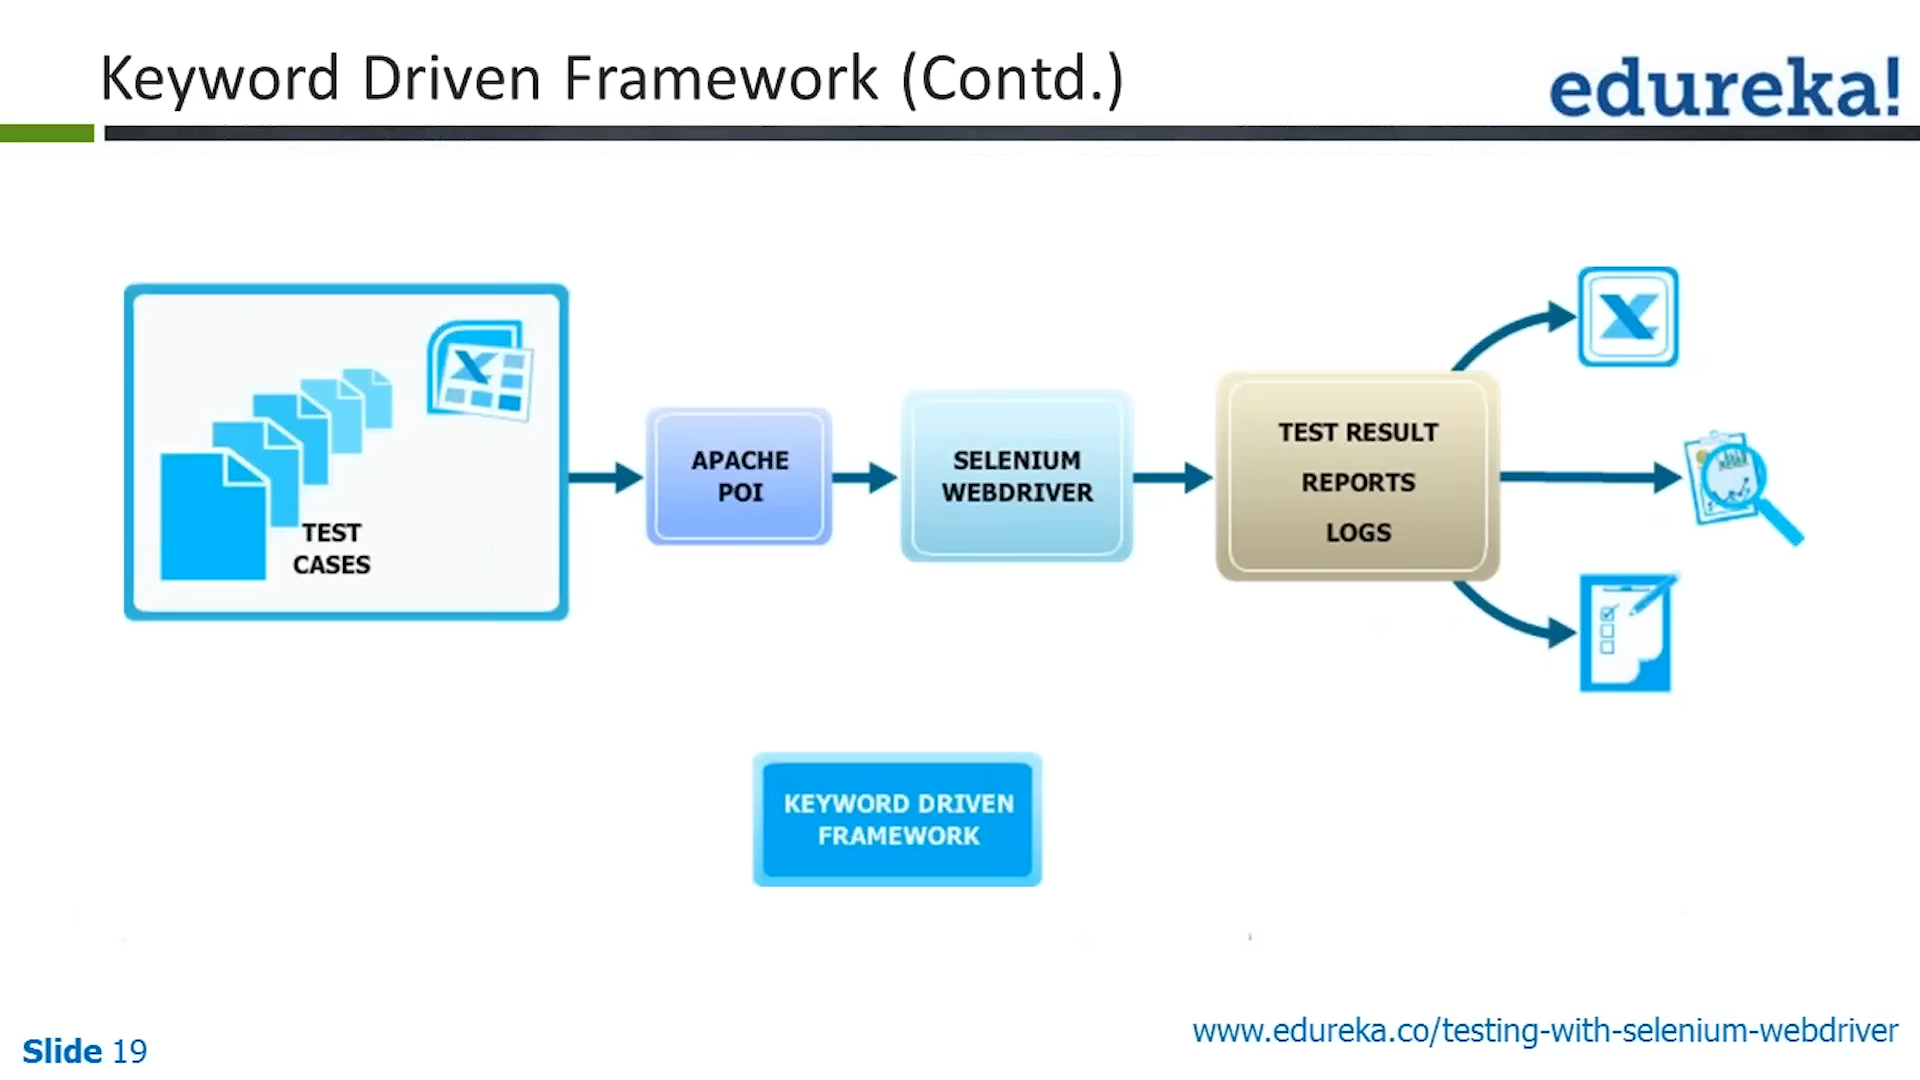 Keyword Driven Framework (Contd.)
edureka!
TEST
CASES
APACHE
POI
SELENIUM
WEBDRIVER
TEST RESULT
REPORTS
LOGS
KEYWORD DRIVEN
FRAMEWORK
www.edureka.co/testing-with-selenium-webdriver
Slide 19